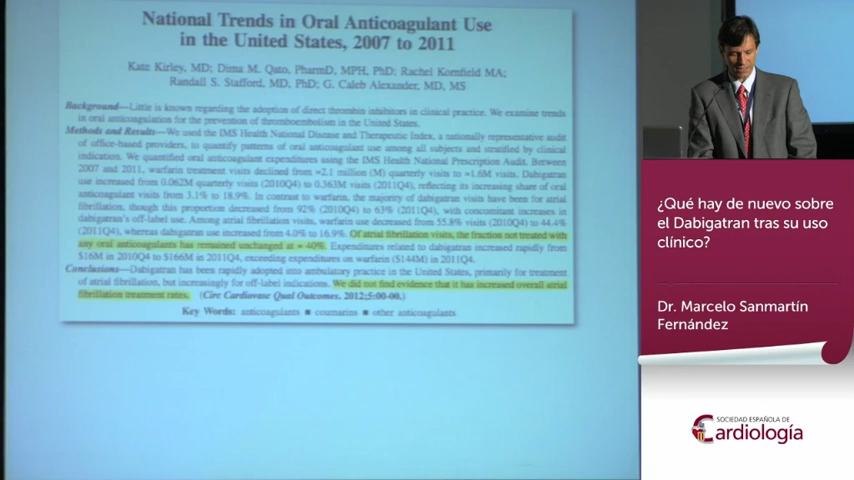 National Trends in Oral Anticoagulant Use
in the United States, 2007 to 2011
Kate Kirley, MD; Dima M. Qato, PharmD, MPH, PhD; Rachel Kornfield MA;
Randall S. Stafford, MD, PhD; G. Caleb Alexander, MD, MS
Background—Little is known regarding the adoption of direct thrombin inhibitors in clinical practice. We examine trends
in oral anticoagulation for the prevention of thromboembolism in the United States.
Methods and Results—We used the IMS Health National Disease and Therapeutic Index, a nationally representative audit
of office-based providers, to quantify patterns of oral anticoagulant use among all subjects and stratified by clinical
indication. We quantified oral anticoagulant expenditures using the IMS Health National Prescription Audit. Between
2007 and 2011, warfarin treatment visits declined from ≈2.1 million (M) quarterly visits to ≈1.6M visits. Dabigatran
use increased from 0.062M quarterly visits (2010Q4) to 0.363M visits (2011Q4), reflecting its increasing share of oral
anticoagulant visits from 3.1% to 18.9%. In contrast to warfarin, the majority of dabigatran visits have been for atrial
fibrillation, though this proportion decreased from 92% (2010Q4) to 63% (2011Q4), with concomitant increases in
dabigatran's off-label use. Among atrial fibrillation visits, warfarin use decreased from 55.8% visits (2010Q4) to 44.4%
(2011Q4), whereas dabigatran use increased from 4.0% to 16.9%. Of atrial fibrillation visits, the fraction not treated with
any oral anticoagulants has remained unchanged at ≈ 40%. Expenditures related to dabigatran increased rapidly from
$16M in 2010Q4 to $166M in 2011Q4, exceeding expenditures on warfarin ($144M) in 2011Q4.
Conclusions—Dabigatran has been rapidly adopted into ambulatory practice in the United States, primarily for treatment
of atrial fibrillation, but increasingly for off-label indications. We did not find evidence that it has increased overall atrial
fibrillation treatment rates. (Circ Cardiovasc Qual Outcomes. 2012;5:00-00.)
Key Words: anticoagulants ■ coumarins ■ other anticoagulants
¿Qué hay de nuevo sobre
el Dabigatran tras su uso
clínico?
Dr. Marcelo Sanmartín
Fernández
SOCIEDAD ESPAÑOLA DE
Cardiología